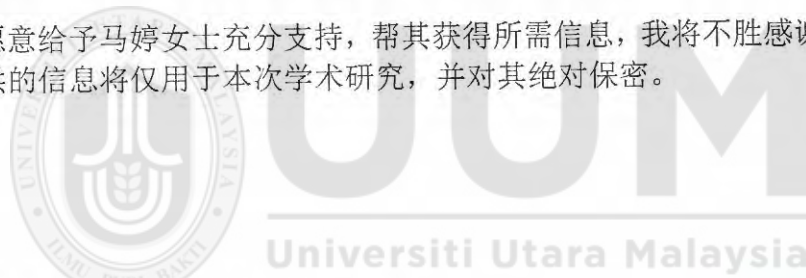 意给予马婷女士充分支持，帮其获得所需信息，我将不胜感谢
的信息将仅用于本次学术研究，并对其绝对保密。
UUM
Universiti Utara Malaysia